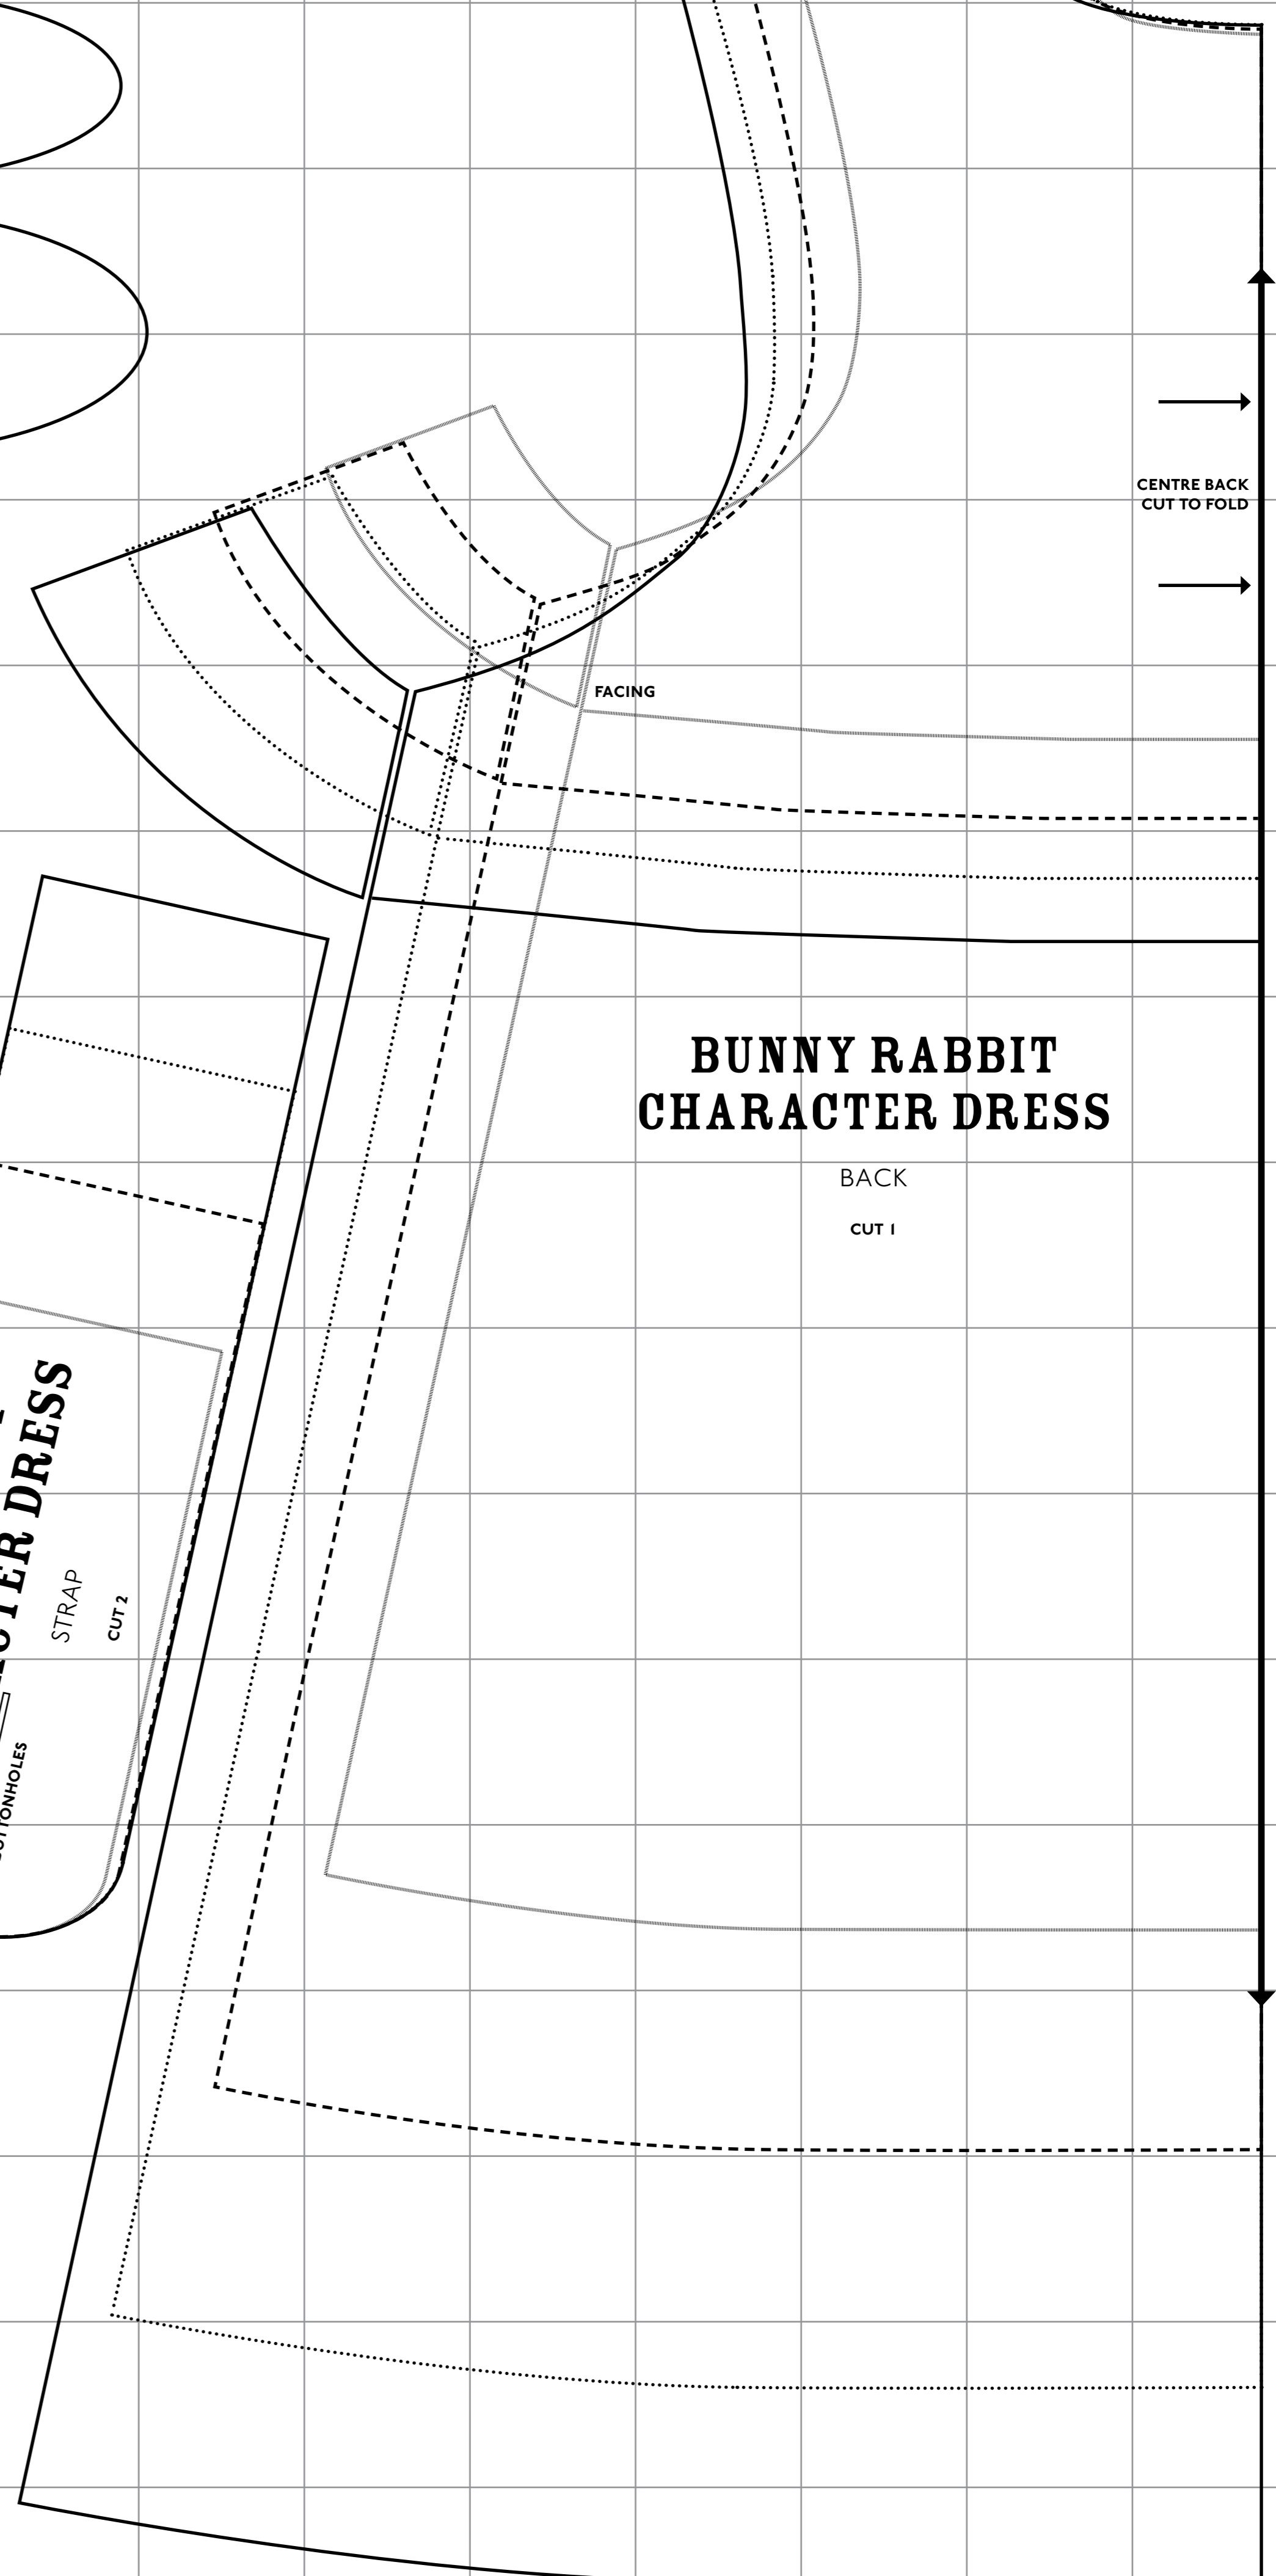 CENTRE BACK
CUT TO FOLD
FACING
BUNNY RABBIT
CHARACTER DRESS
BACK
CUT 1
DRESS
STRAP
CUT 2